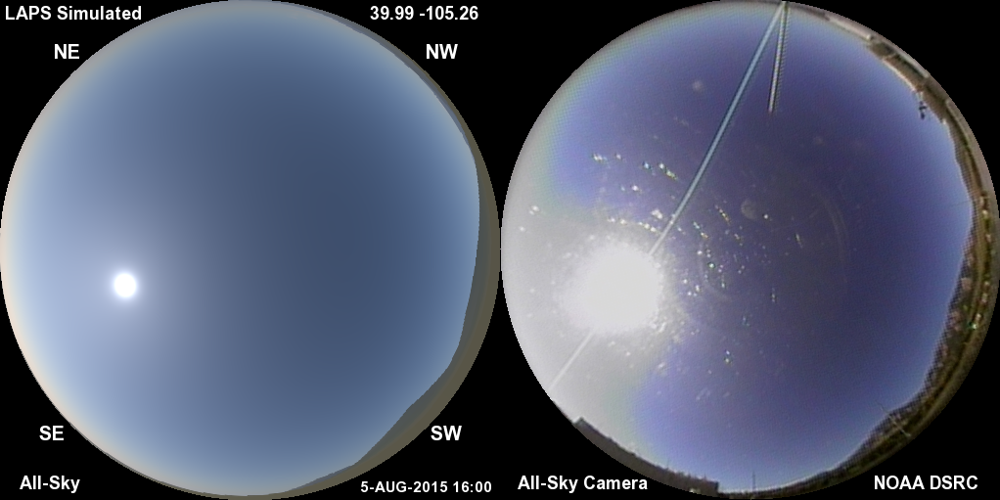 LAPS Simulated
39.99 -105.26
NE
NW
SE
SW
All-Sky
5-AUG-2015 16:00
All-Sky Camera
NOAA DSRC